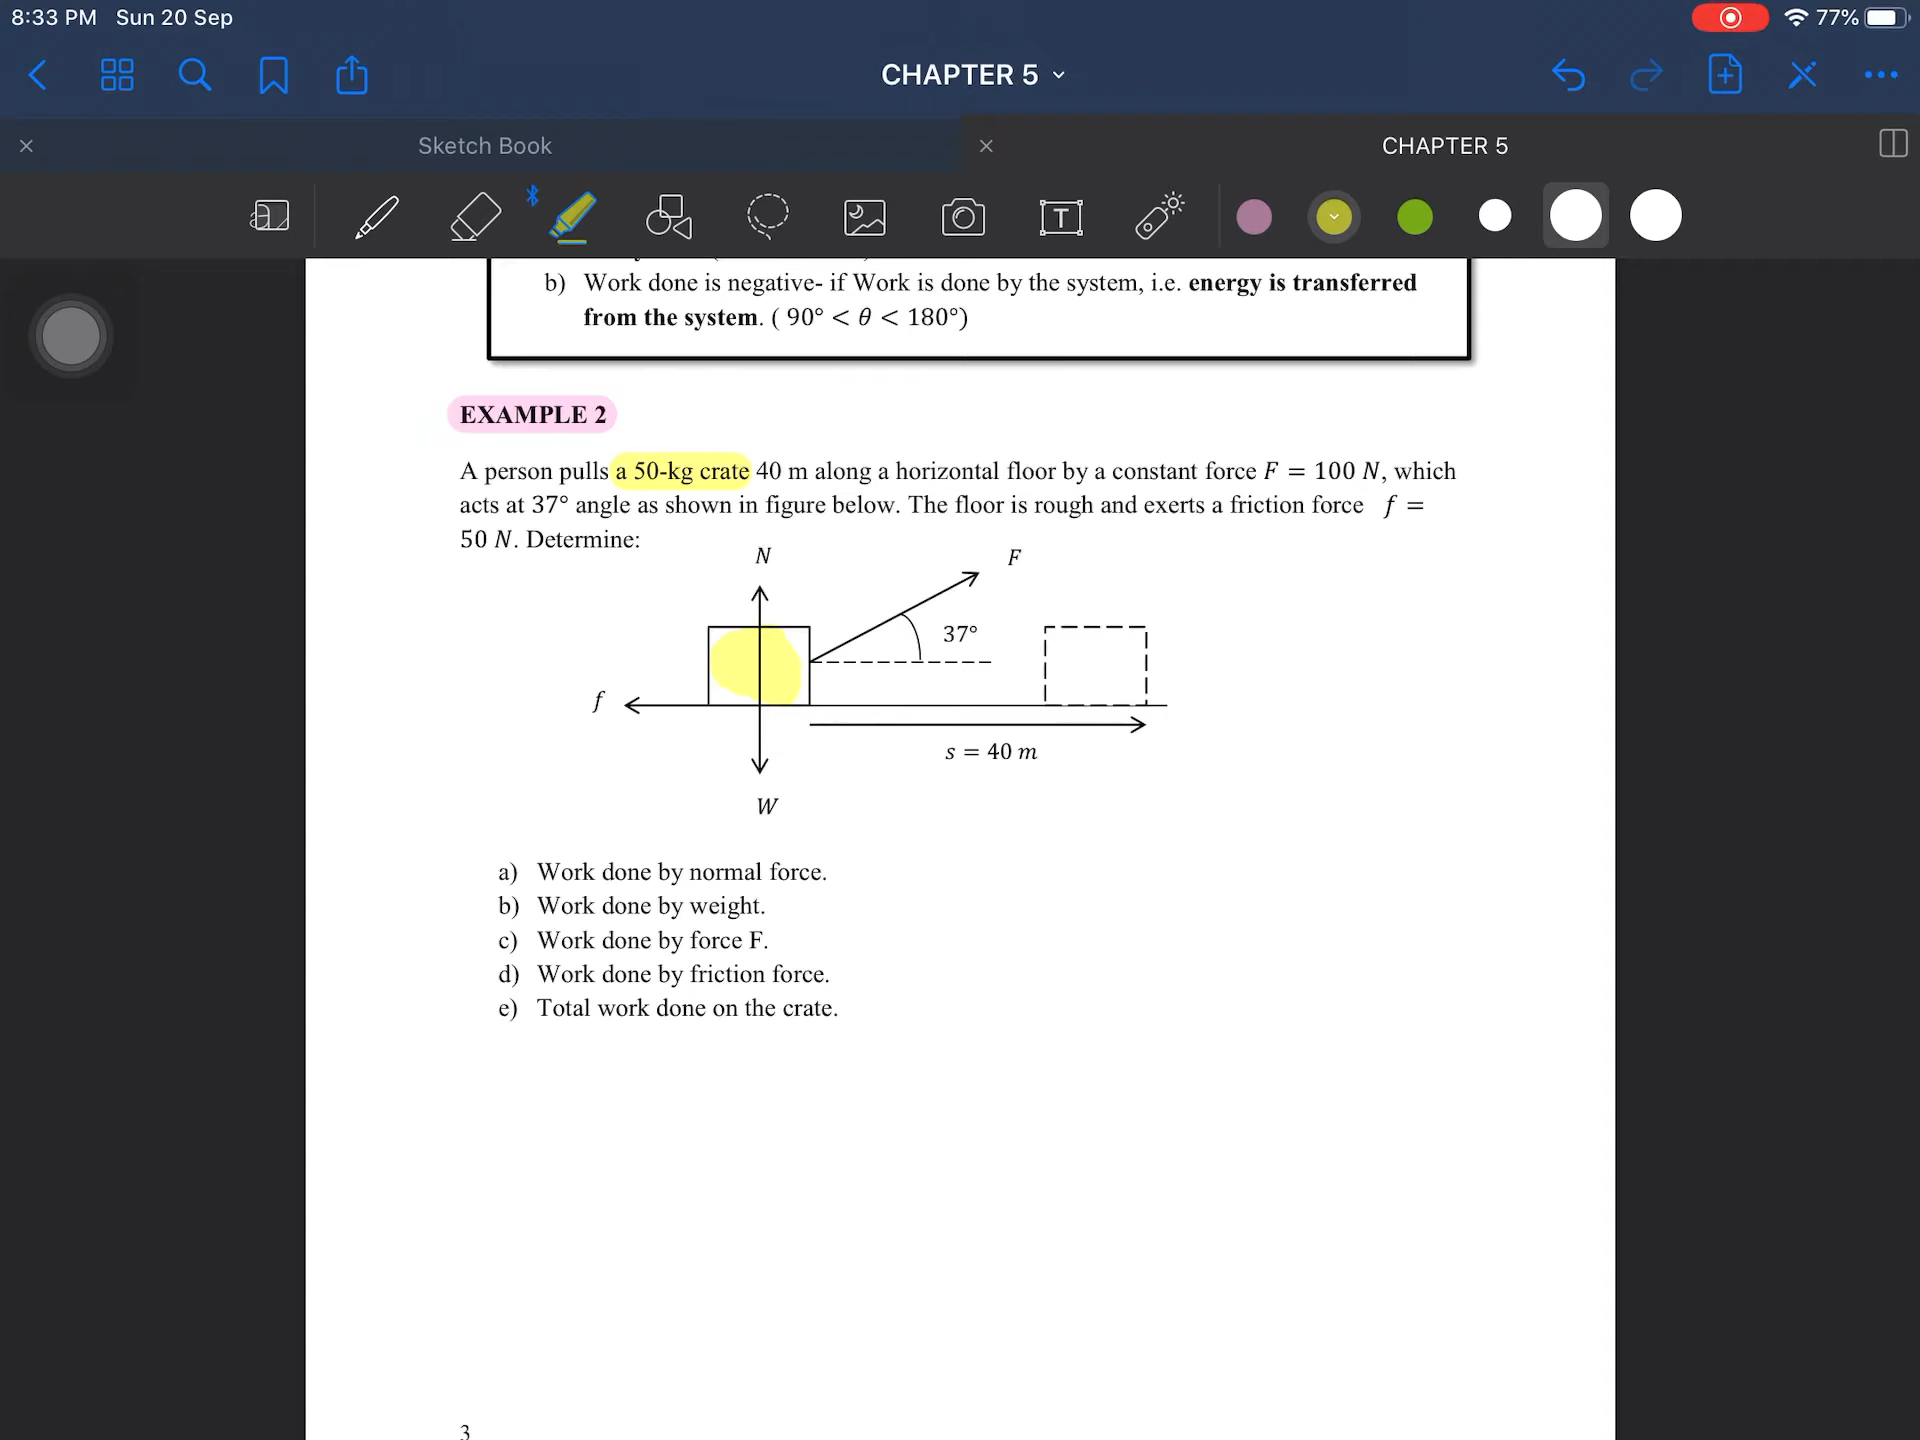 8:33 PM Sun 20 Sep
77%
CHAPTER 5
Sketch Book
CHAPTER 5
b) Work done is negative- if Work is done by the system, i.e. energy is transferred
from the system. ( 90° < θ < 180°)
EXAMPLE 2
A person pulls a 50-kg crate 40 m along a horizontal floor by a constant force F = 100 N, which
acts at 37° angle as shown in figure below. The floor is rough and exerts a friction force f =
50 N. Determine:
N
F
37°
f
s = 40 m
W
a) Work done by normal force.
b) Work done by weight.
c) Work done by force F.
d) Work done by friction force.
e) Total work done on the crate.
3